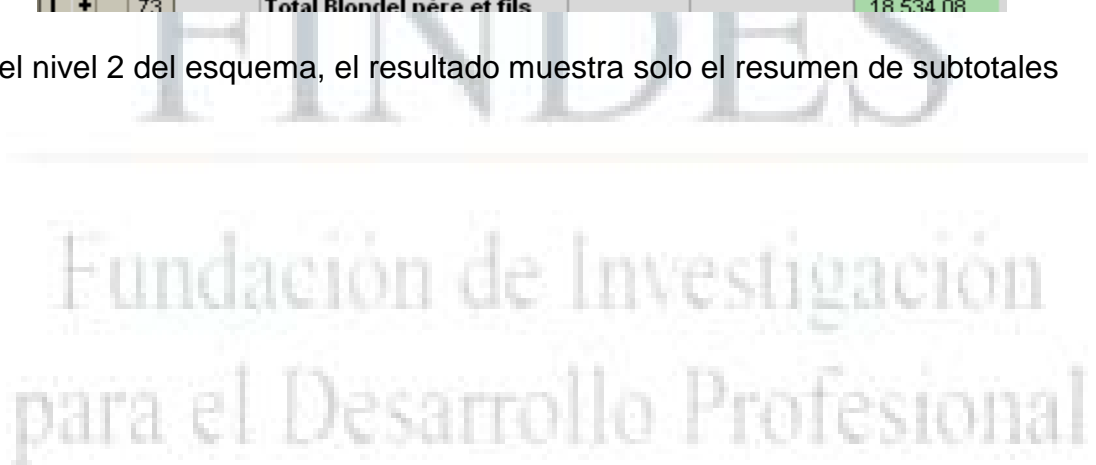 + 73 Total Blondel père et fils 18.534,08
el nivel 2 del esquema, el resultado muestra solo el resumen de subtotales
FINDES
Fundación de Investigación
para el Desarrollo Profesional